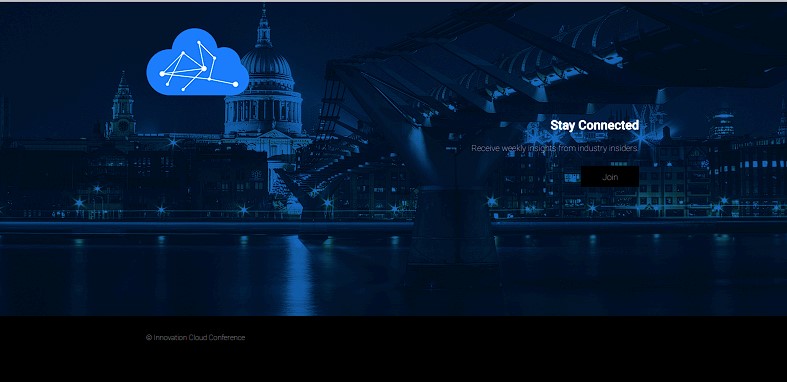 Stay Connected
Receive weekly insights from industry insiders.
Join
© Innovation Cloud Conference